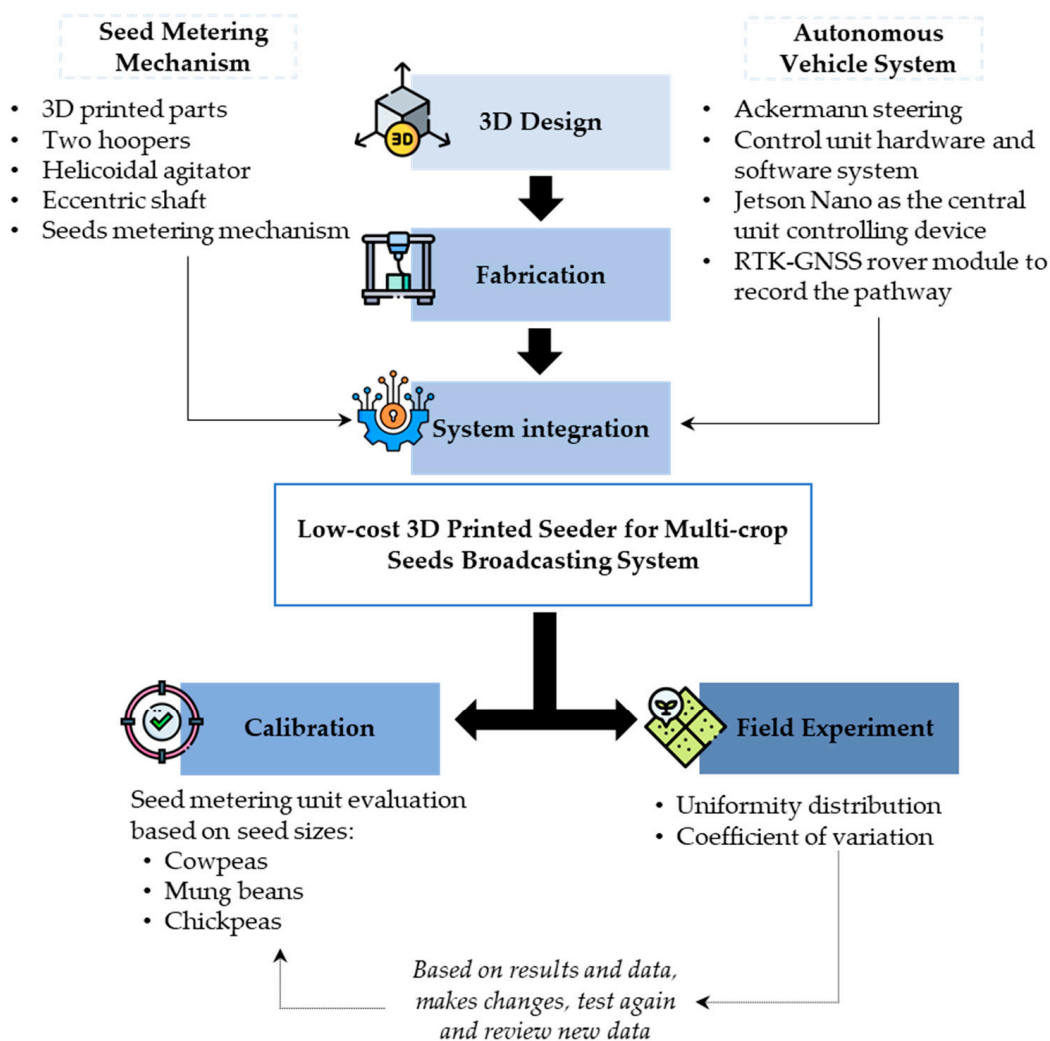 Seed Metering
Mechanism
• 3D printed parts
• Two hoopers
• Helicoidal agitator
• Eccentric shaft
• Seeds metering mechanism
3D
3D Design
Fabrication
System integration
Autonomous
Vehicle System
• Ackermann steering
• Control unit hardware and
software system
• Jetson Nano as the central
unit controlling device
• RTK-GNSS rover module to
record the pathway
Low-cost 3D Printed Seeder for Multi-crop
Seeds Broadcasting System
Calibration
Seed metering unit evaluation
based on seed sizes:
• Cowpeas
• Mung beans
• Chickpeas
Field Experiment
• Uniformity distribution
• Coefficient of variation
Based on results and data,
makes changes, test again
and review new data